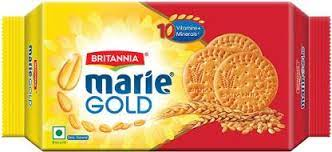 10 Vitamins+
Minerals*
BRITANNIA
marie
GOLD